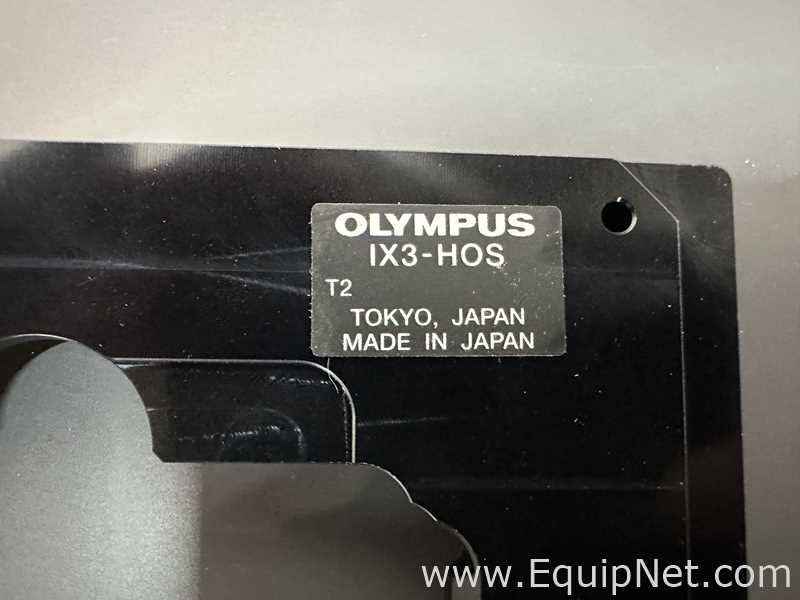 OLYMPUS
IX3-HOS
T2
TOKYO, JAPAN
MADE IN JAPAN
www.EquipNet.com